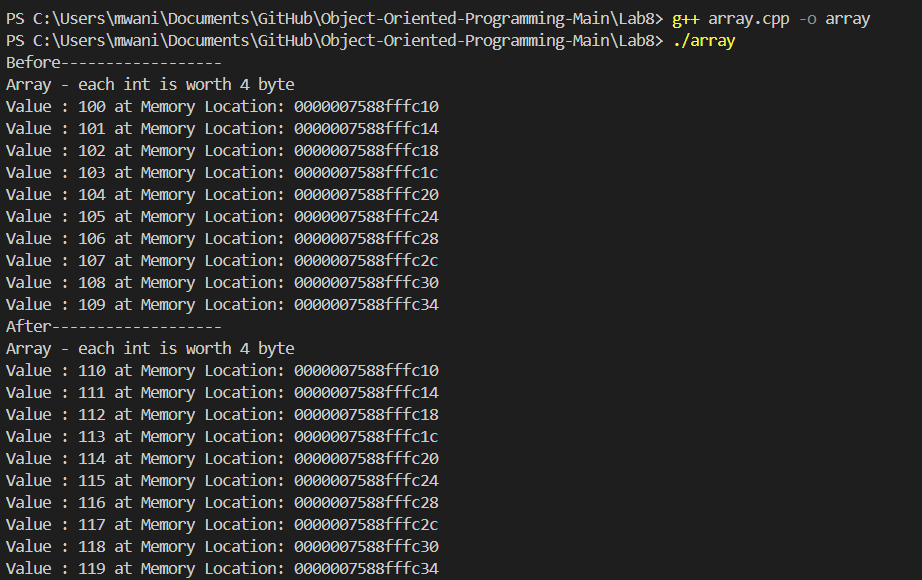 PS C:\Users\mwani\Documents\GitHub\Object-Oriented-Programming-Main\Lab8> g++ array.cpp -o array
PS C:\Users\mwani\Documents\GitHub\Object-Oriented-Programming-Main\Lab8> ./array
Before------------------
Array - each int is worth 4 byte
Value : 100 at Memory Location: 0000007588fffc10
Value : 101 at Memory Location: 0000007588fffc14
Value : 102 at Memory Location: 0000007588fffc18
Value : 103 at Memory Location: 0000007588fffc1c
Value : 104 at Memory Location: 0000007588fffc20
Value : 105 at Memory Location: 0000007588fffc24
Value : 106 at Memory Location: 0000007588fffc28
Value : 107 at Memory Location: 0000007588fffc2c
Value : 108 at Memory Location: 0000007588fffc30
Value : 109 at Memory Location: 0000007588fffc34
After-------------------
Array - each int is worth 4 byte
Value : 110 at Memory Location: 0000007588fffc10
Value : 111 at Memory Location: 0000007588fffc14
Value : 112 at Memory Location: 0000007588fffc18
Value : 113 at Memory Location: 0000007588fffc1c
Value : 114 at Memory Location: 0000007588fffc20
Value : 115 at Memory Location: 0000007588fffc24
Value : 116 at Memory Location: 0000007588fffc28
Value : 117 at Memory Location: 0000007588fffc2c
Value : 118 at Memory Location: 0000007588fffc30
Value : 119 at Memory Location: 0000007588fffc34